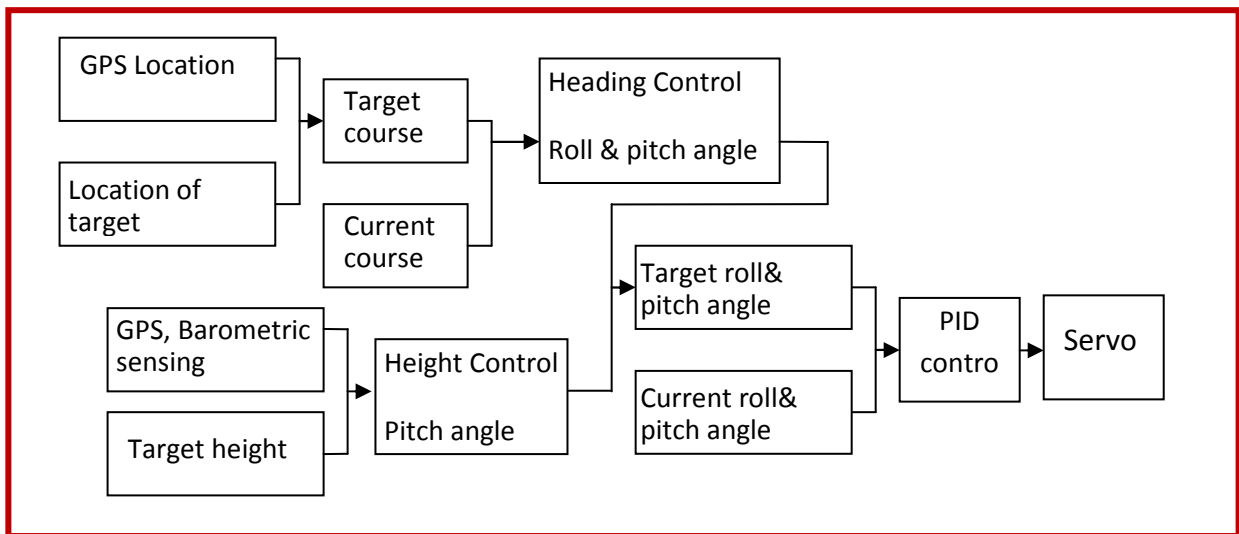 GPS Location
Location of
target
Target
course
Current
course
Heading Control
Roll & pitch angle
GPS, Barometric
sensing
Target height
Height Control
Pitch angle
Target roll&
pitch angle
Current roll&
pitch angle
PID
contro
Servo